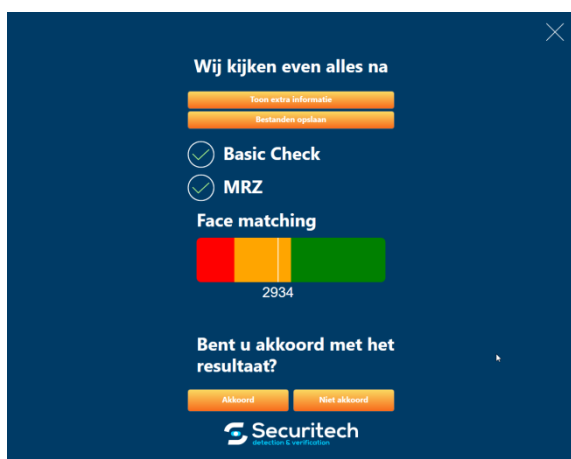 Wij kijken even alles na
Toon extra informatie
Bestanden opslaan
Basic Check
MRZ
Face matching
2934
Bent u akkoord met het
resultaat?
Akkoord Niet akkoord
Securitech
detection & verification